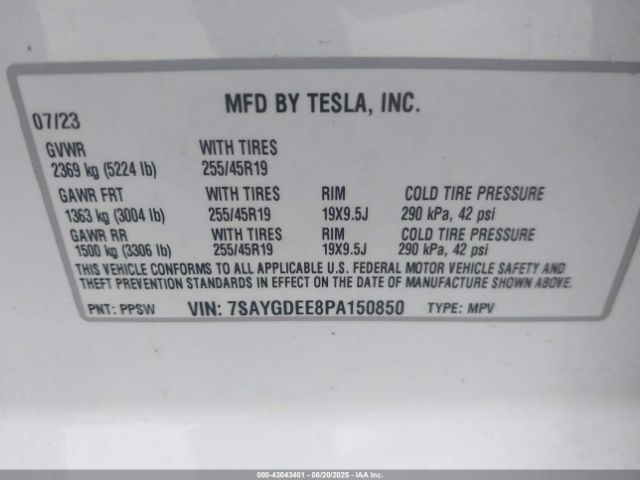 MFD BY TESLA, INC.
07/23
GVWR WITH TIRES
2369 kg (5224 lb) 255/45R19
GAWR FRT WITH TIRES RIM COLD TIRE PRESSURE
1363 kg (3004 lb) 255/45R19 19X9.5J 290 kPa, 42 psi
GAWR RR WITH TIRES RIM COLD TIRE PRESSURE
1500 kg (3306 lb) 255/45R19 19X9.5J 290 kPa, 42 psi
THIS VEHICLE CONFORMS TO ALL APPLICABLE U.S. FEDERAL MOTOR VEHICLE SAFETY AND
THEFT PREVENTION STANDARDS IN EFFECT ON THE DATE OF MANUFACTURE SHOWN ABOVE.
PNT: PPSW VIN: 7SAYGDEE8PA150850 TYPE: MPV
000-43043401 - 08/20/2025 - IAA Inc.